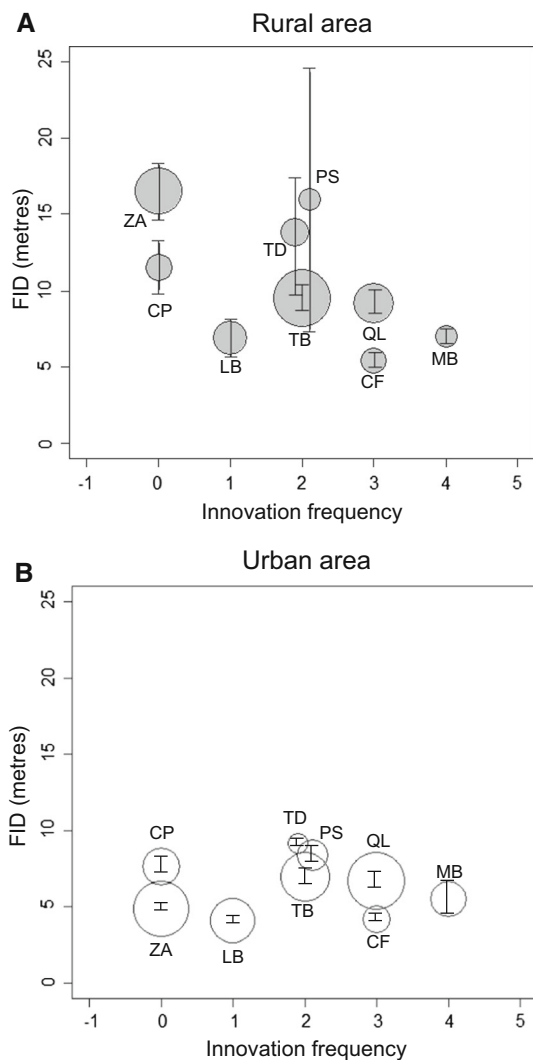 A
Rural area
25
20
15
10
5
0
FID (metres)
ZA
CP
LB
TD
PS
TB
QL
CF
MB
-1 0 1 2 3 4 5
Innovation frequency
B
Urban area
25
20
15
10
5
0
FID (metres)
CP
ZA
LB
TD
PS
TB
QL
CF
MB
-1 0 1 2 3 4 5
Innovation frequency